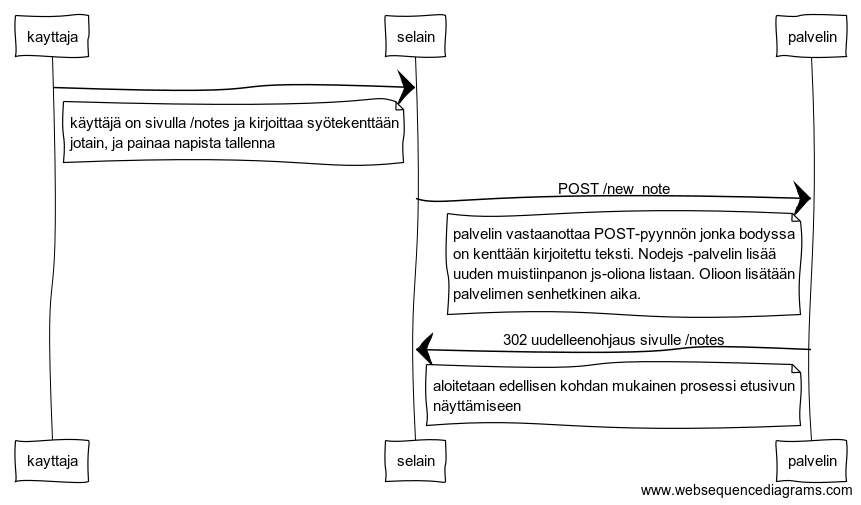 kayttaja
selain
palvelin
käyttäjä on sivulla /notes ja kirjoittaa syötekenttään
jotain, ja painaa napista tallenna
POST /new_note
palvelin vastaanottaa POST-pyynnön jonka bodyssa
on kenttään kirjoitettu teksti. Nodejs -palvelin lisää
uuden muistiinpanon js-oliona listaan. Olioon lisätään
palvelimen senhetkinen aika.
302 uudelleenohjaus sivulle /notes
aloitetaan edellisen kohdan mukainen prosessi etusivun
näyttämiseen
kayttaja
selain
palvelin
www.websequencediagrams.com